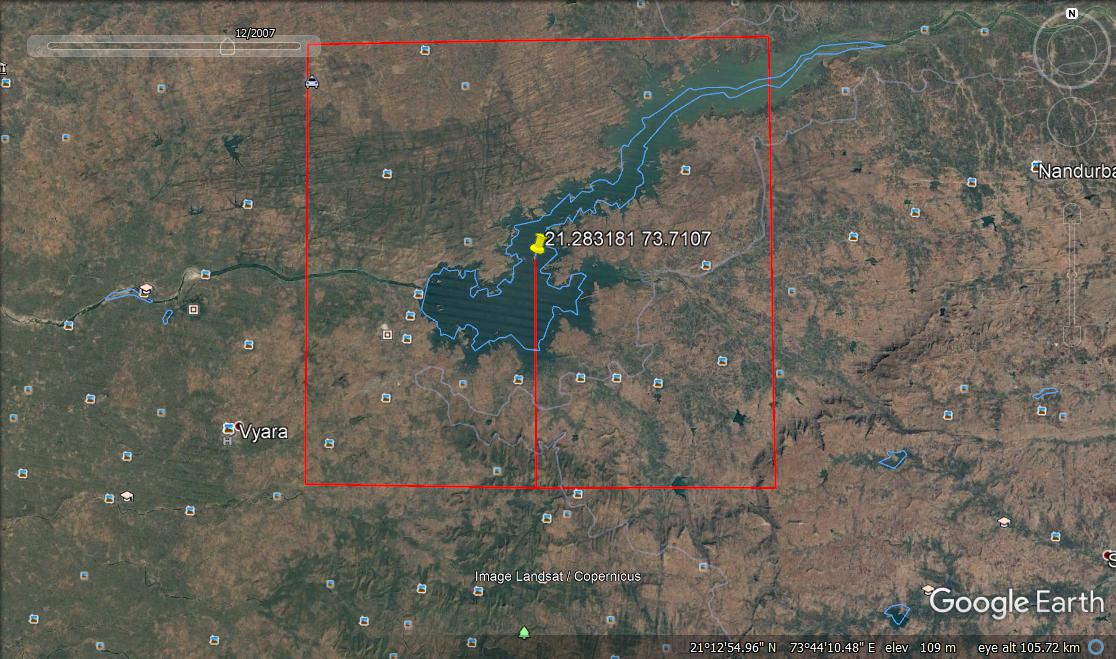 12/2007
N
Nandurba
21.283181 73.7107
Vyara
H
S
Image Landsat / Copernicus
Google Earth
21°12'54.96" N 73°44'10.48" E elev 109 m eye alt 105.72 km